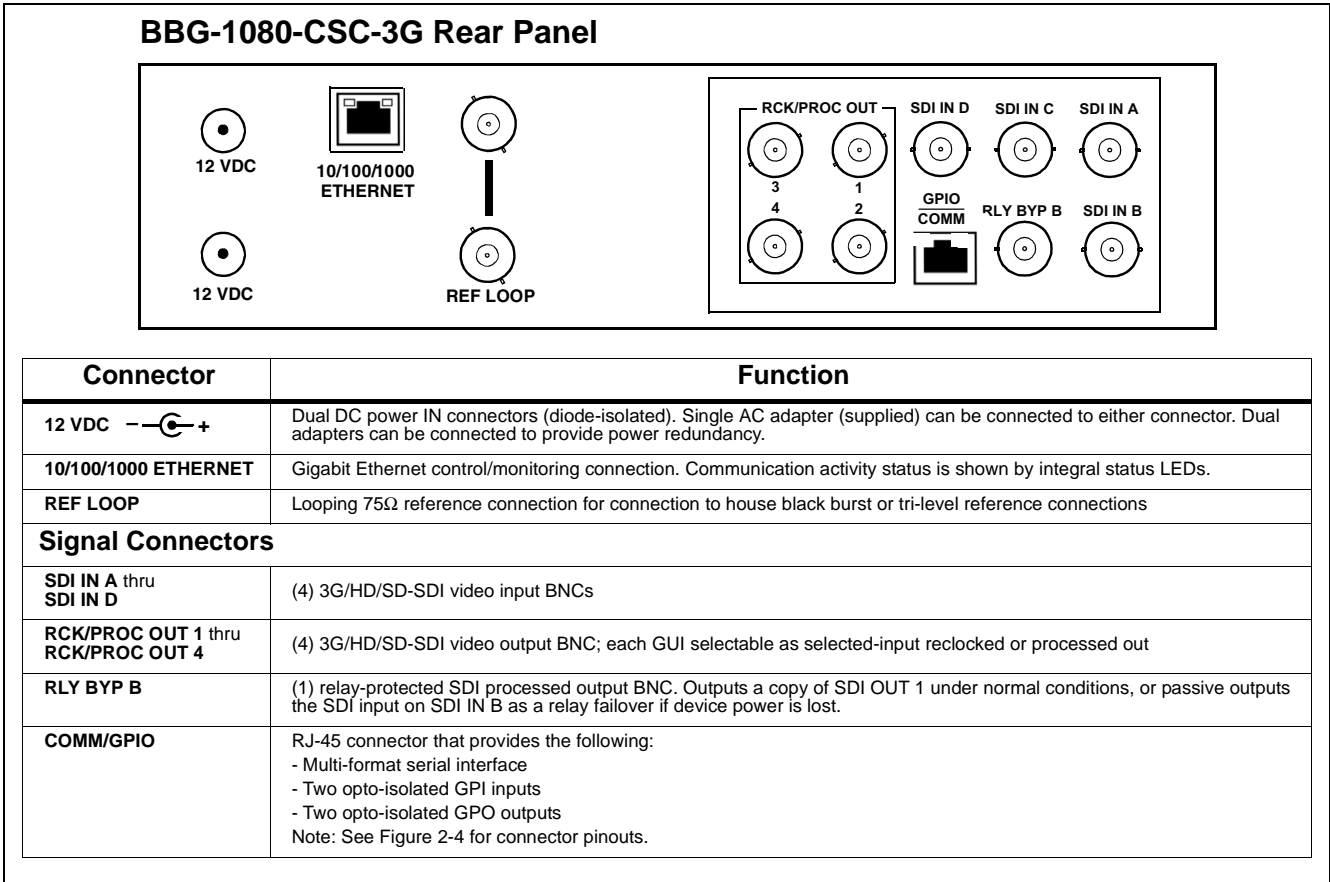 BBG-1080-CSC-3G Rear Panel
12 VDC
10/100/1000
ETHERNET
12 VDC
REF LOOP
RCK/PROC OUT
SDI IN D
SDI IN C
SDI IN A
3
1
4
2
GPIO
COMM
RLY BYP B
SDI IN B
Connector
Function
12 VDC – +
Dual DC power IN connectors (diode-isolated). Single AC adapter (supplied) can be connected to either connector. Dual
adapters can be connected to provide power redundancy.
10/100/1000 ETHERNET
Gigabit Ethernet control/monitoring connection. Communication activity status is shown by integral status LEDs.
REF LOOP
Looping 75Ω reference connection for connection to house black burst or tri-level reference connections
Signal Connectors
SDI IN A thru
SDI IN D
(4) 3G/HD/SD-SDI video input BNCs
RCK/PROC OUT 1 thru
RCK/PROC OUT 4
(4) 3G/HD/SD-SDI video output BNC; each GUI selectable as selected-input reclocked or processed out
RLY BYP B
(1) relay-protected SDI processed output BNC. Outputs a copy of SDI OUT 1 under normal conditions, or passive outputs
the SDI input on SDI IN B as a relay failover if device power is lost.
COMM/GPIO
RJ-45 connector that provides the following:
- Multi-format serial interface
- Two opto-isolated GPI inputs
- Two opto-isolated GPO outputs
Note: See Figure 2-4 for connector pinouts.